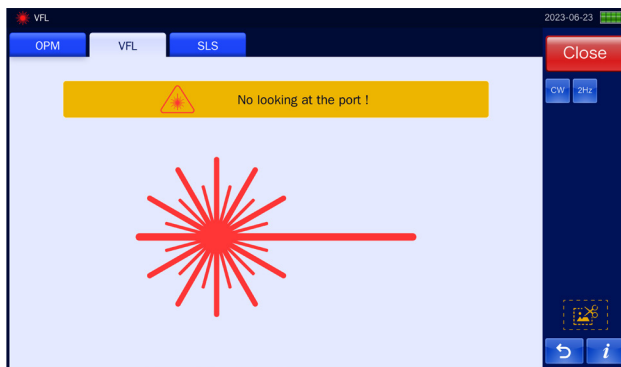 VFL
2023-06-23
OPM
VFL
SLS
Close
No looking at the port !
CW
2Hz
i